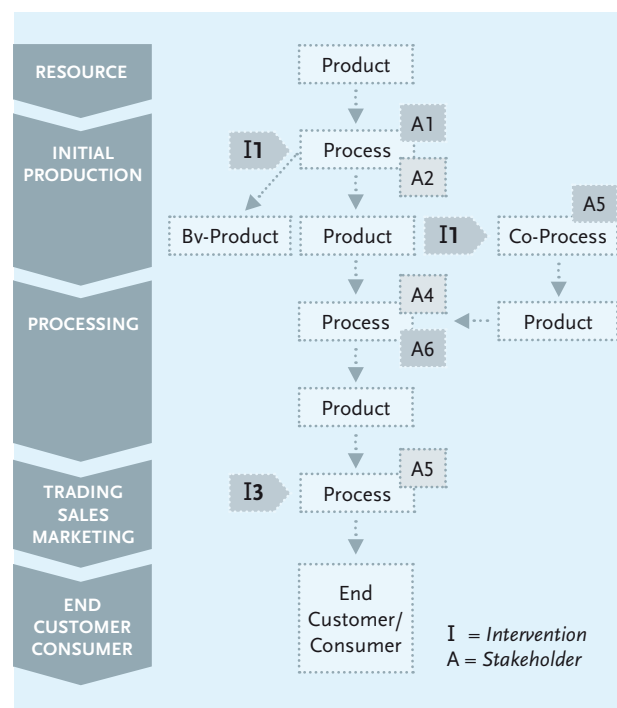 RESOURCE
Product
A1
INITIAL
PRODUCTION
I1
Process
A2
A5
Bv-Product
Product
I1
Co-Process
A4
PROCESSING
Process
Product
A6
Product
A5
TRADING
SALES
MARKETING
I3
Process
END
CUSTOMER
CONSUMER
End
Customer/
Consumer
I = Intervention
A = Stakeholder